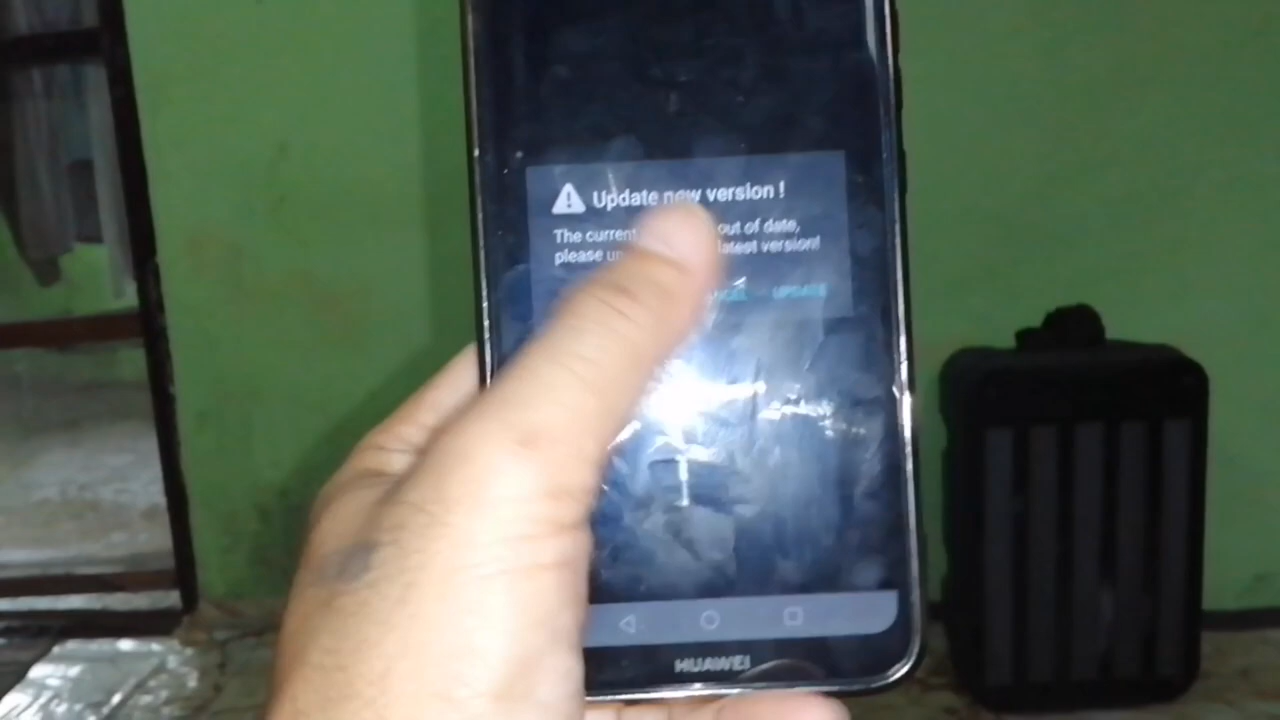 Update new version !
The current out of date,
please latest version!
UPDATE
HUAWEI